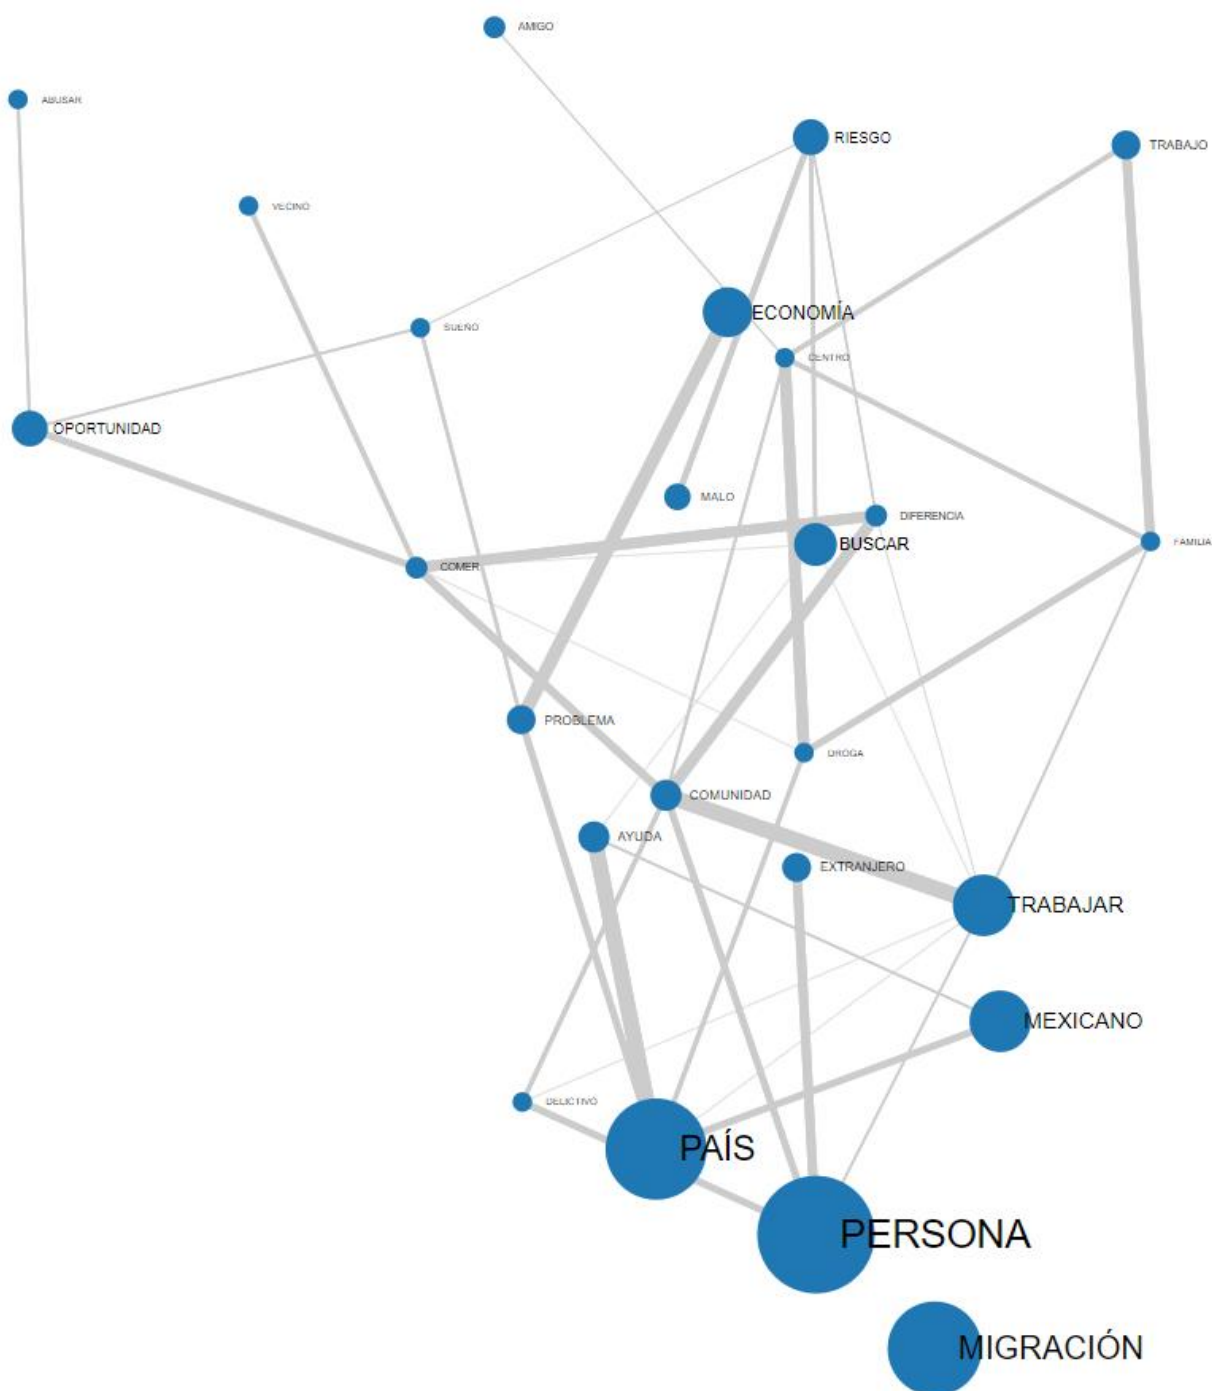 AMIGO
ABUSAR
RIESGO
TRABAJO
VECINO
ECONOMÍA
SUEÑO
CENTRO
OPORTUNIDAD
MALO
DIFERENCIA
BUSCAR
FAMILIA
COMER
PROBLEMA
DROGA
COMUNIDAD
AYUDA
EXTRANJERO
TRABAJAR
MEXICANO
DELICTIVO
PAÍS
PERSONA
MIGRACIÓN